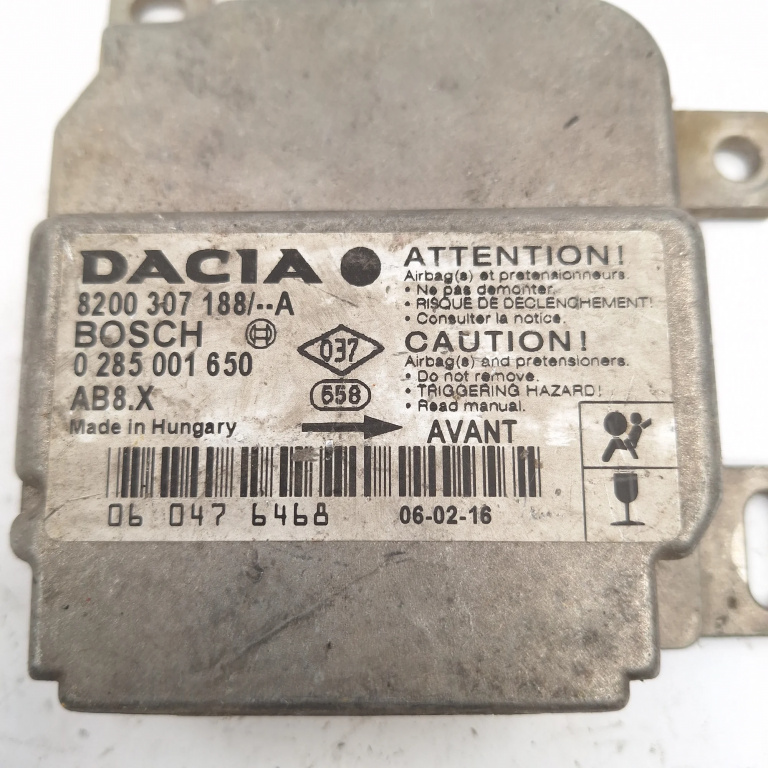 DACIA
8200 307 188/--A
BOSCH
0 285 001 650
AB8.X
Made in Hungary
037
658
AVANT
ATTENTION!
Airbag(s) et pretensionneurs.
• Ne pas demonter.
• RISQUE DE DECLENCHEMENT!
• Consulter la notice.
CAUTION!
Airbag(s) and pretensioners.
• Do not remove.
• TRIGGERING HAZARD!
• Read manual.
06 0476468
06-02-16